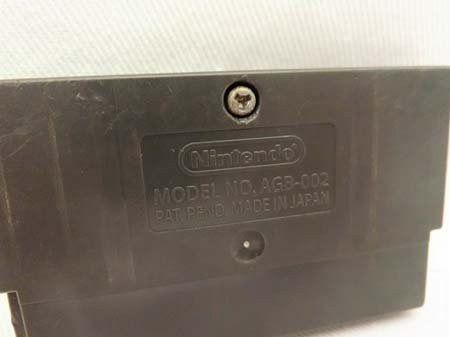 Nintendo
MODEL NO. AGB-002
PAT. PEND. MADE IN JAPAN